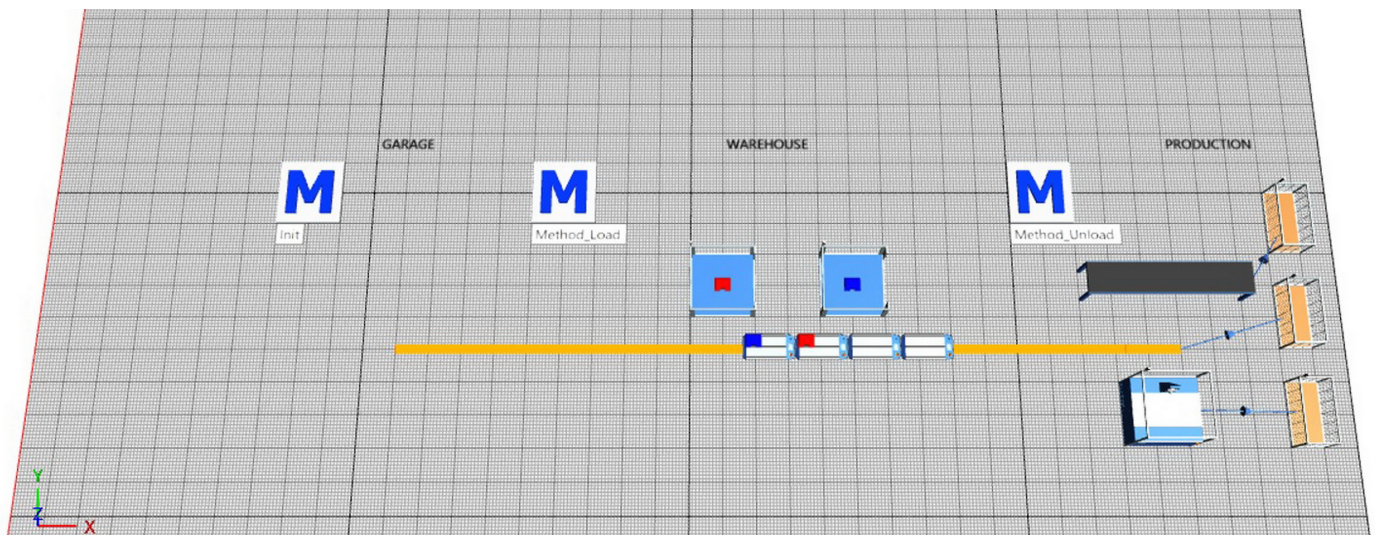 GARAGE
WAREHOUSE
PRODUCTION
M
M
M
Init
Method_Load
Method_Unload
Y
Z
X